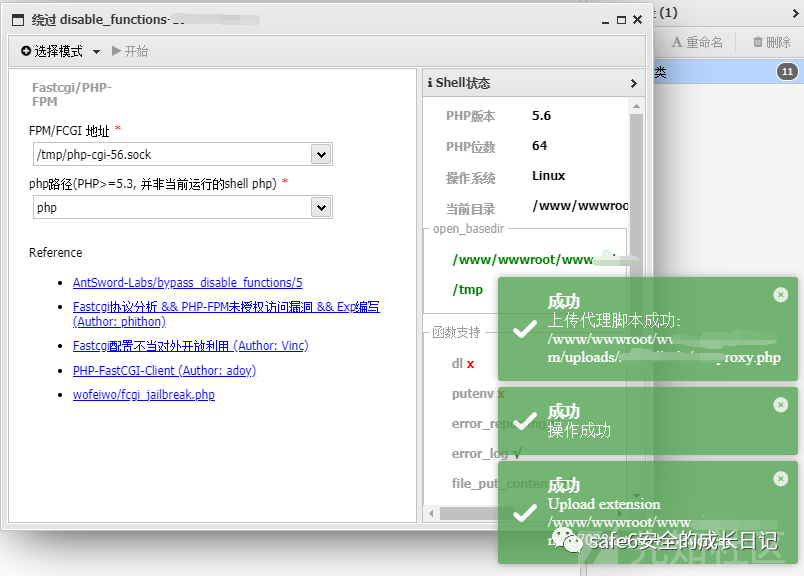 绕过 disable_functions-
(1)
选择模式
开始
A 重命名
删除
类
11
Fastcgi/PHP-
FPM
FPM/FCGI 地址 *
/tmp/php-cgi-56.sock
php路径(PHP>=5.3, 并非当前运行的shell php) *
php
Reference
AntSword-Labs/bypass_disable_functions/5
Fastcgi协议分析 && PHP-FPM未授权访问漏洞 && Exp编写
(Author: phithon)
Fastcgi配置不当对外开放利用 (Author: Vinc)
PHP-FastCGI-Client (Author: adoy)
wofeiwo/fcgi_jailbreak.php
Shell状态
PHP版本 5.6
PHP位数 64
操作系统 Linux
当前目录 /www/wwwroo
open_basedir
/www/wwwroot/www
/tmp
函数支持
dl x
putenv
error_reporting
error_log √
file_put_conten
成功
上传代理脚本成功:
/www/wwwroot/w
m/uploads/ roxy.php
成功
操作成功
成功
Upload extension
/www/wwwroot/www
safe6安全的成长日记
先知社区